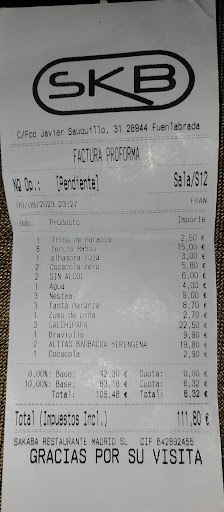 SKB
C/Fco Javier Sauquillo, 31 28944 Fuenlabrada
FACTURA PROFORMA
Nº Op.: [Pendiente] Sala/S12
09/09/2023 23:27 FRAN
Uds. Producto Importe
1 Trina de naranja 2,50 €
5 Tercio Mahou 15,00 €
1 alhambra roja 3,00 €
2 Cocacola zero 5,80 €
2 SIN ALCOL 6,00 €
1 Agua 4,00 €
3 Nestea 9,00 €
3 Fanta naranja 8,70 €
1 Zumo de piña 2,70 €
3 SALCHIPAPA 22,50 €
1 Braviolis 9,90 €
2 ALITAS BARBACOA BERENGENA 19,80 €
1 Cocacola 2,90 €
0,00% Base: 42,30 € Cuota: 0,00 €
10,00% Base: 63,18 € Cuota: 6,32 €
Total: 105,48 € Total: 6,32 €
Total (Impuestos Incl.) 111,80 €
SAKABA RESTAURANTE MADRID SL CIF B42892455
GRACIAS POR SU VISITA